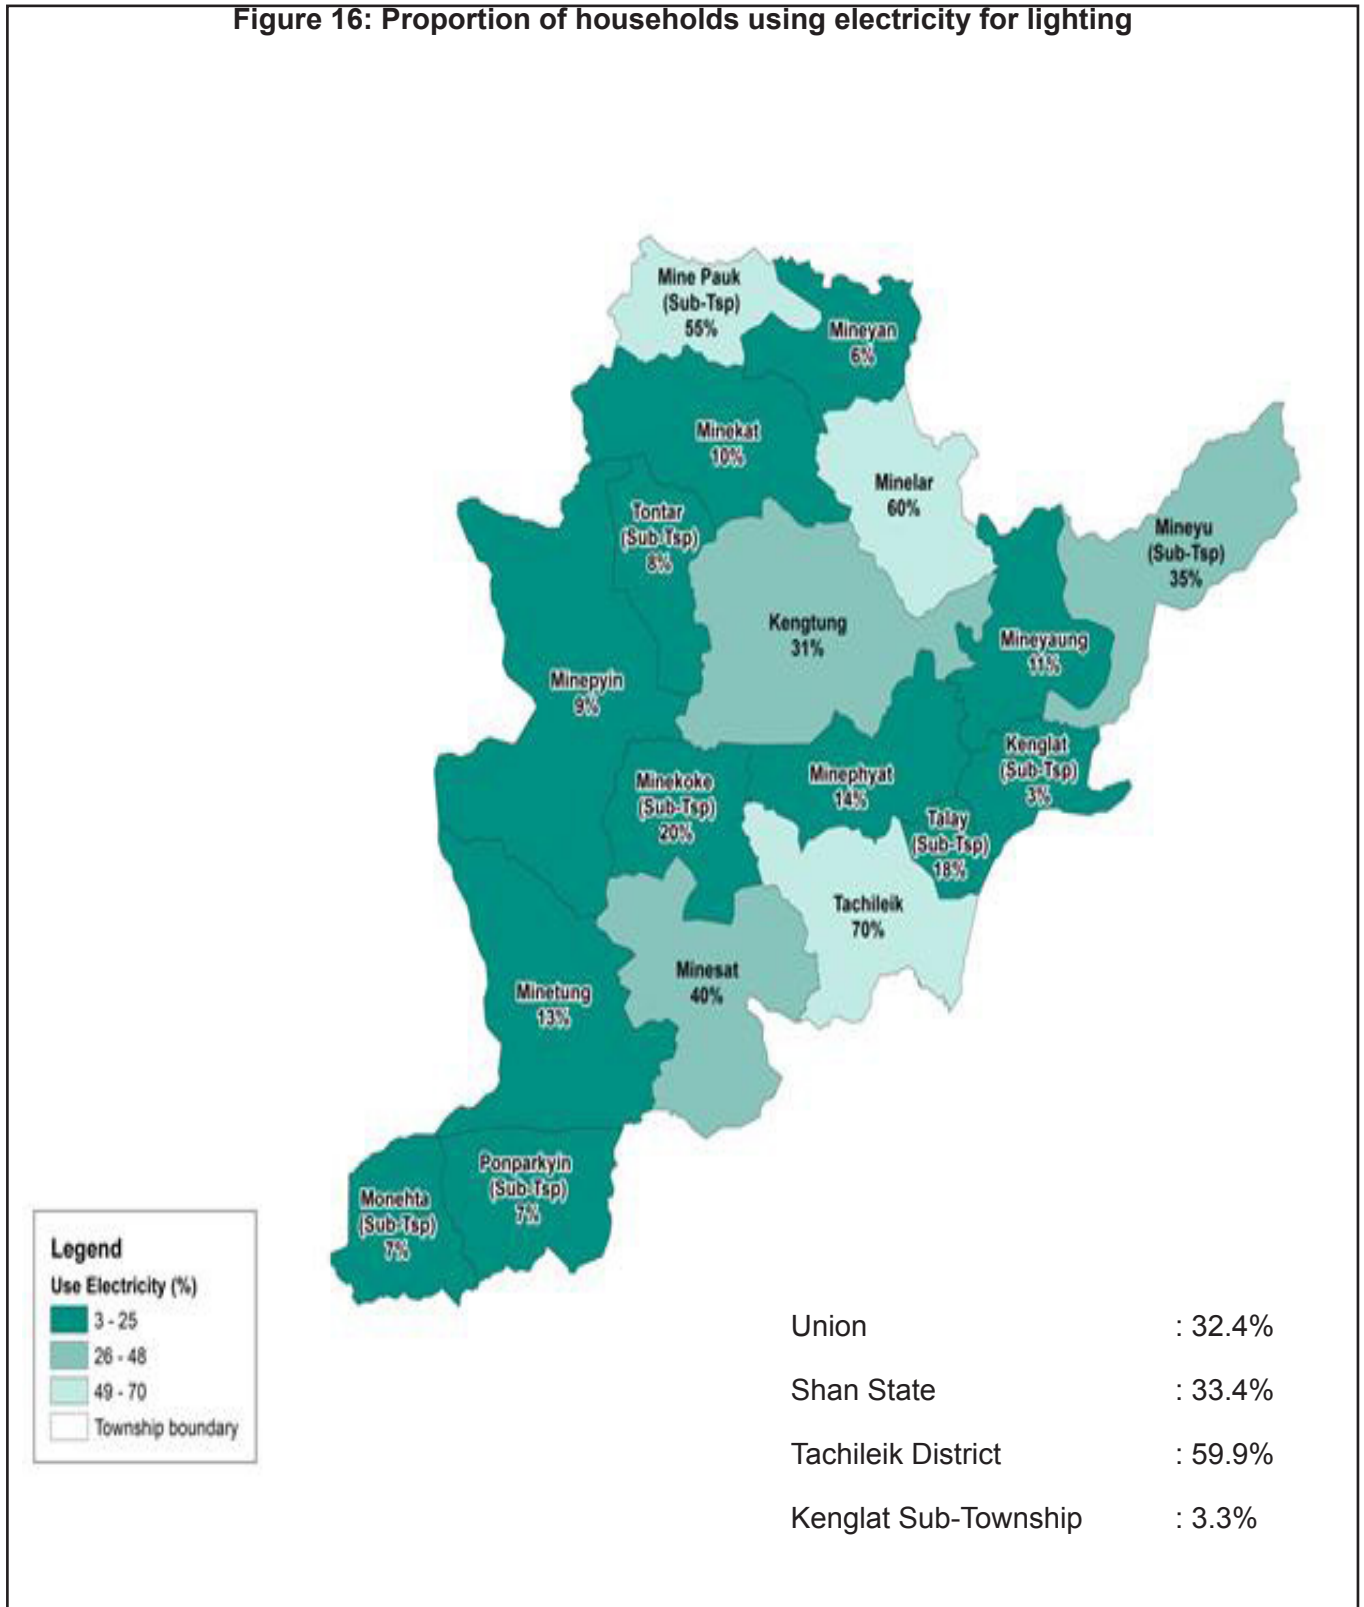 Figure 16: Proportion of households using electricity for lighting
Mine Pauk
(Sub-Tsp)
55%
Mineyan
6%
Minekat
10%
Minelar
60%
Tontar
(Sub-Tsp)
8%
Mineyu
(Sub-Tsp)
35%
Kengtung
31%
Mineyaung
11%
Minepyin
9%
Kenglat
(Sub-Tsp)
3%
Minekoke
(Sub-Tsp)
20%
Minephyat
14%
Talay
(Sub-Tsp)
18%
Tachileik
70%
Minesat
40%
Minetung
13%
Ponparkyin
(Sub-Tsp)
7%
Monehta
(Sub-Tsp)
7%
Legend
Use Electricity (%)
3 - 25
26 - 48
49 - 70
Township boundary
Union : 32.4%
Shan State : 33.4%
Tachileik District : 59.9%
Kenglat Sub-Township : 3.3%